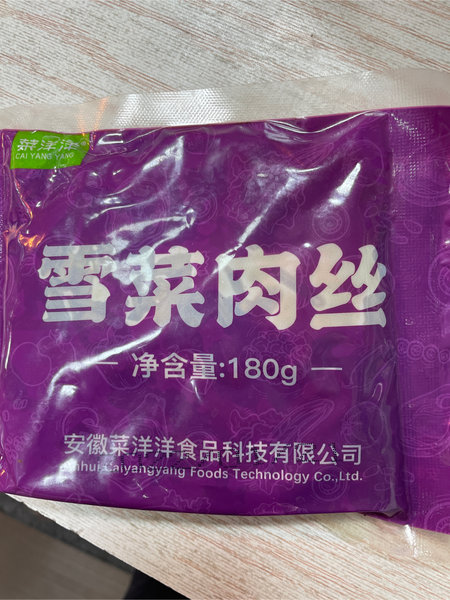 菜洋洋®
CAI YANG YANG
雪菜肉丝
净含量:180g
安徽菜洋洋食品科技有限公司
Anhui Caiyangyang Foods Technology Co.,Ltd.